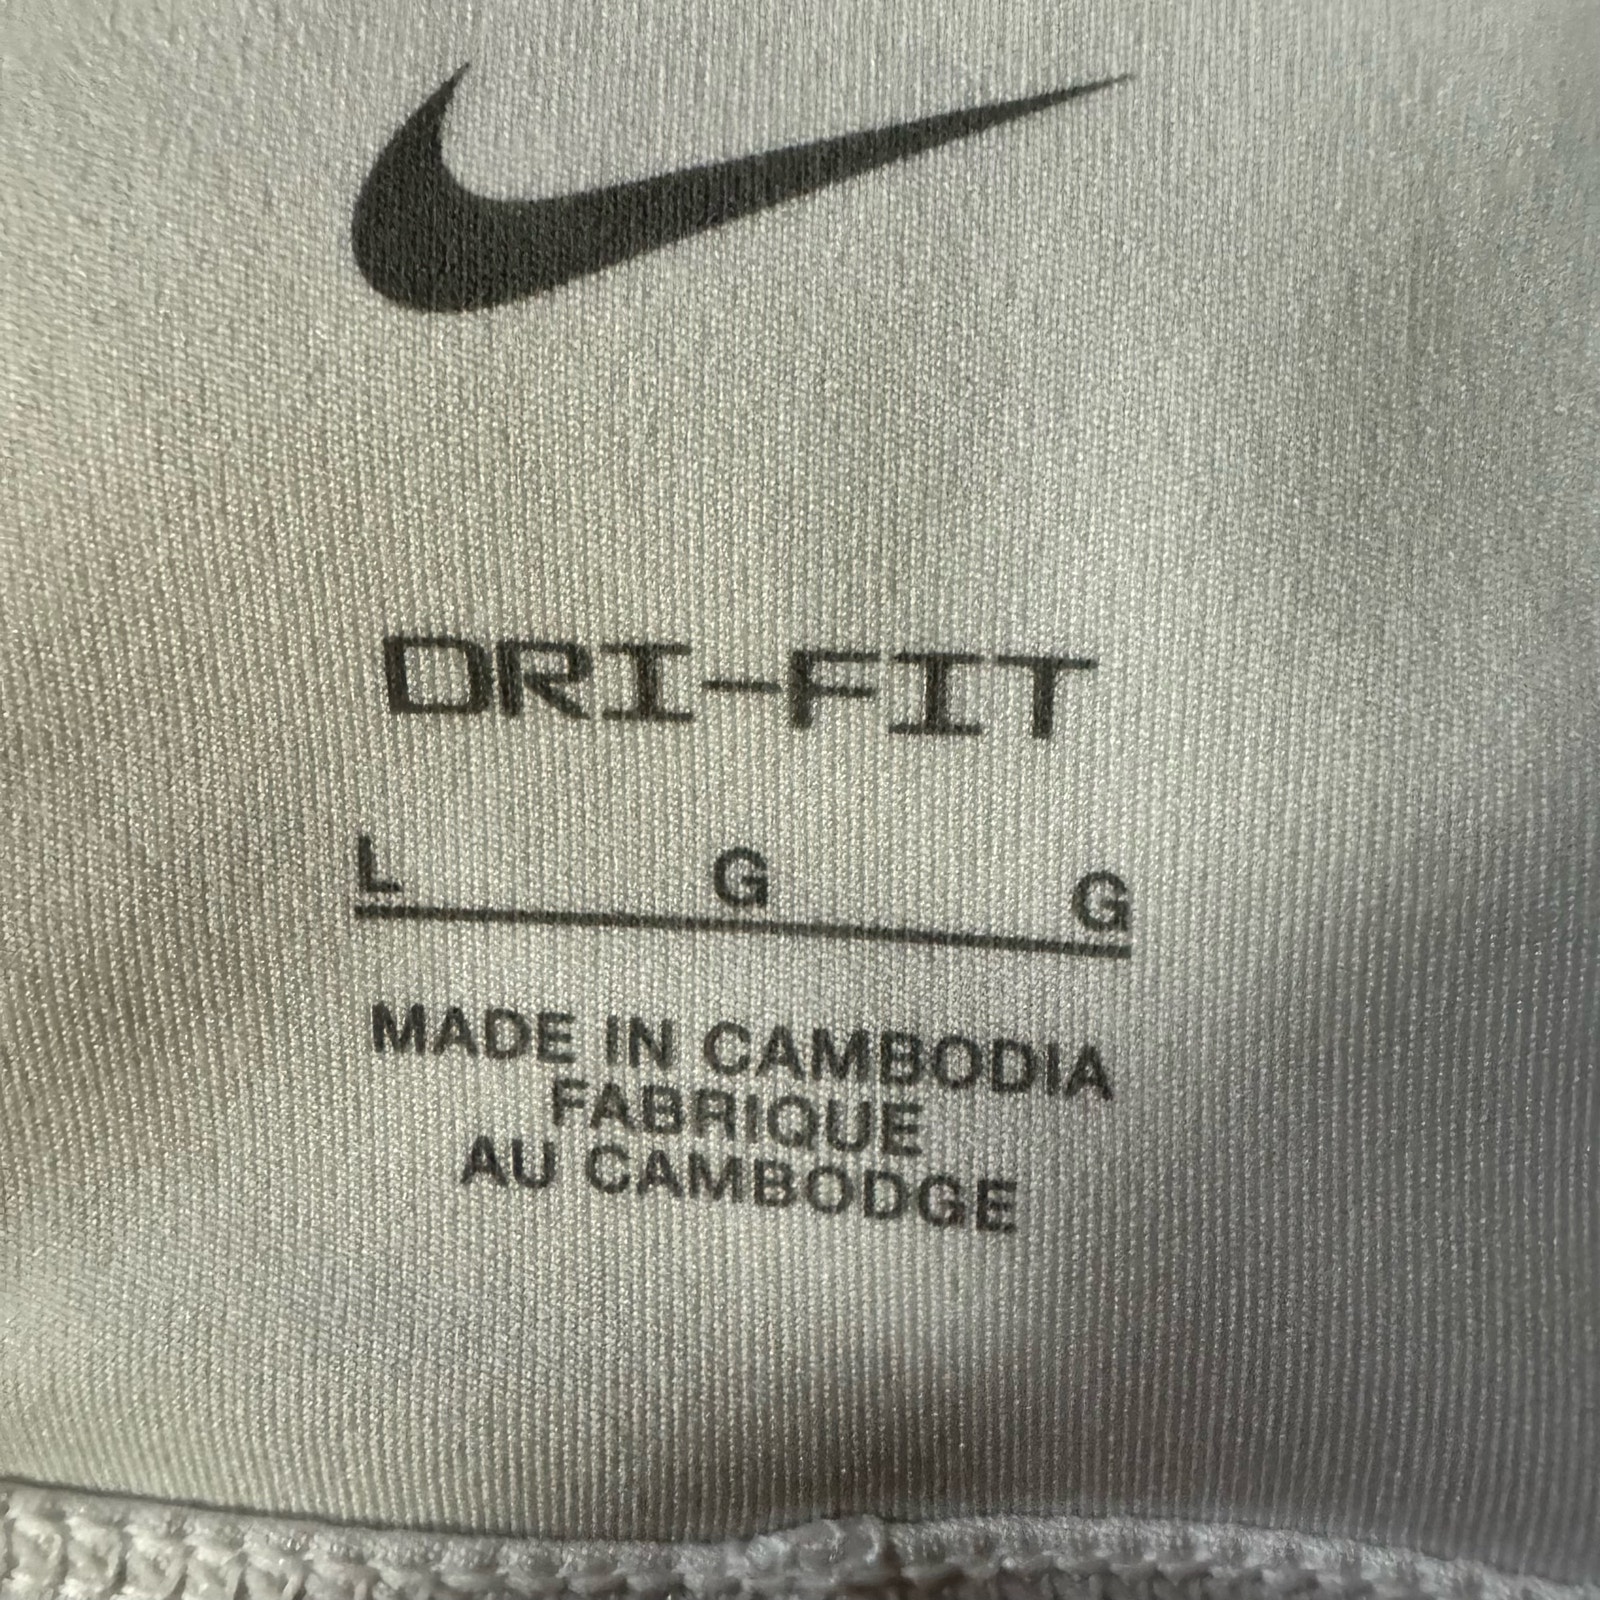 DRI-FIT
L G G
MADE IN CAMBODIA
FABRIQUE
AU CAMBODGE